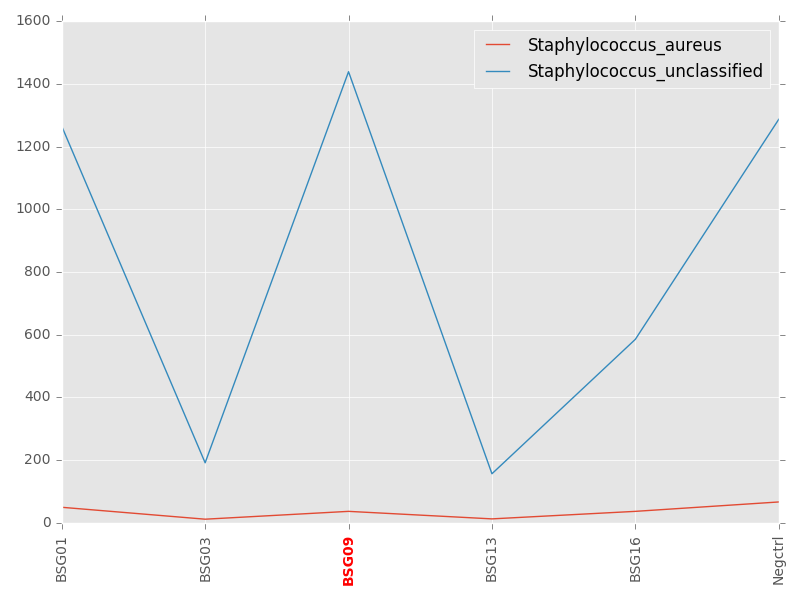 1600
1400
1200
1000
800
600
400
200
0
Staphylococcus_aureus
Staphylococcus_unclassified
BSG01
BSG03
BSG09
BSG13
BSG16
Negctrl